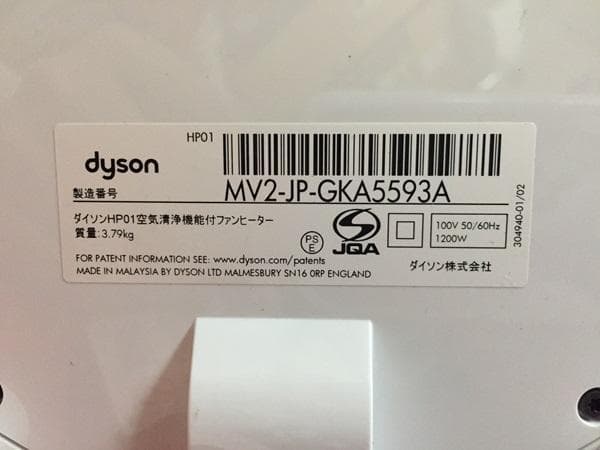 HP01
dyson
製造番号
MV2-JP-GKA5593A
ダイソンHP01空気清浄機能付ファンヒーター
質量:3.79kg
PS
E
JQA
100V 50/60Hz
1200W
304940-01/02
FOR PATENT INFORMATION SEE: www.dyson.com/patents
MADE IN MALAYSIA BY DYSON LTD MALMESBURY SN16 0RP ENGLAND
ダイソン株式会社